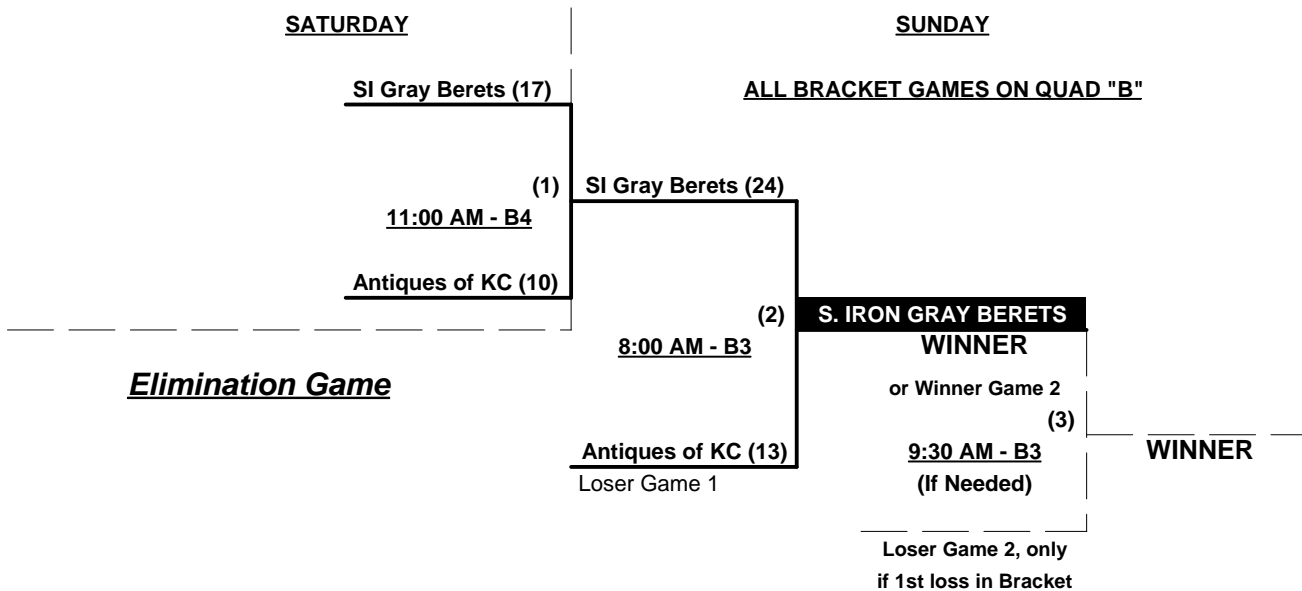 SATURDAY
SUNDAY
SI Gray Berets (17)
ALL BRACKET GAMES ON QUAD "B"
(1)
SI Gray Berets (24)
11:00 AM - B4
Antiques of KC (10)
(2)
S. IRON GRAY BERETS
8:00 AM - B3
WINNER
Elimination Game
or Winner Game 2
(3)
Antiques of KC (13)
9:30 AM - B3
WINNER
Loser Game 1
(If Needed)
Loser Game 2, only
if 1st loss in Bracket